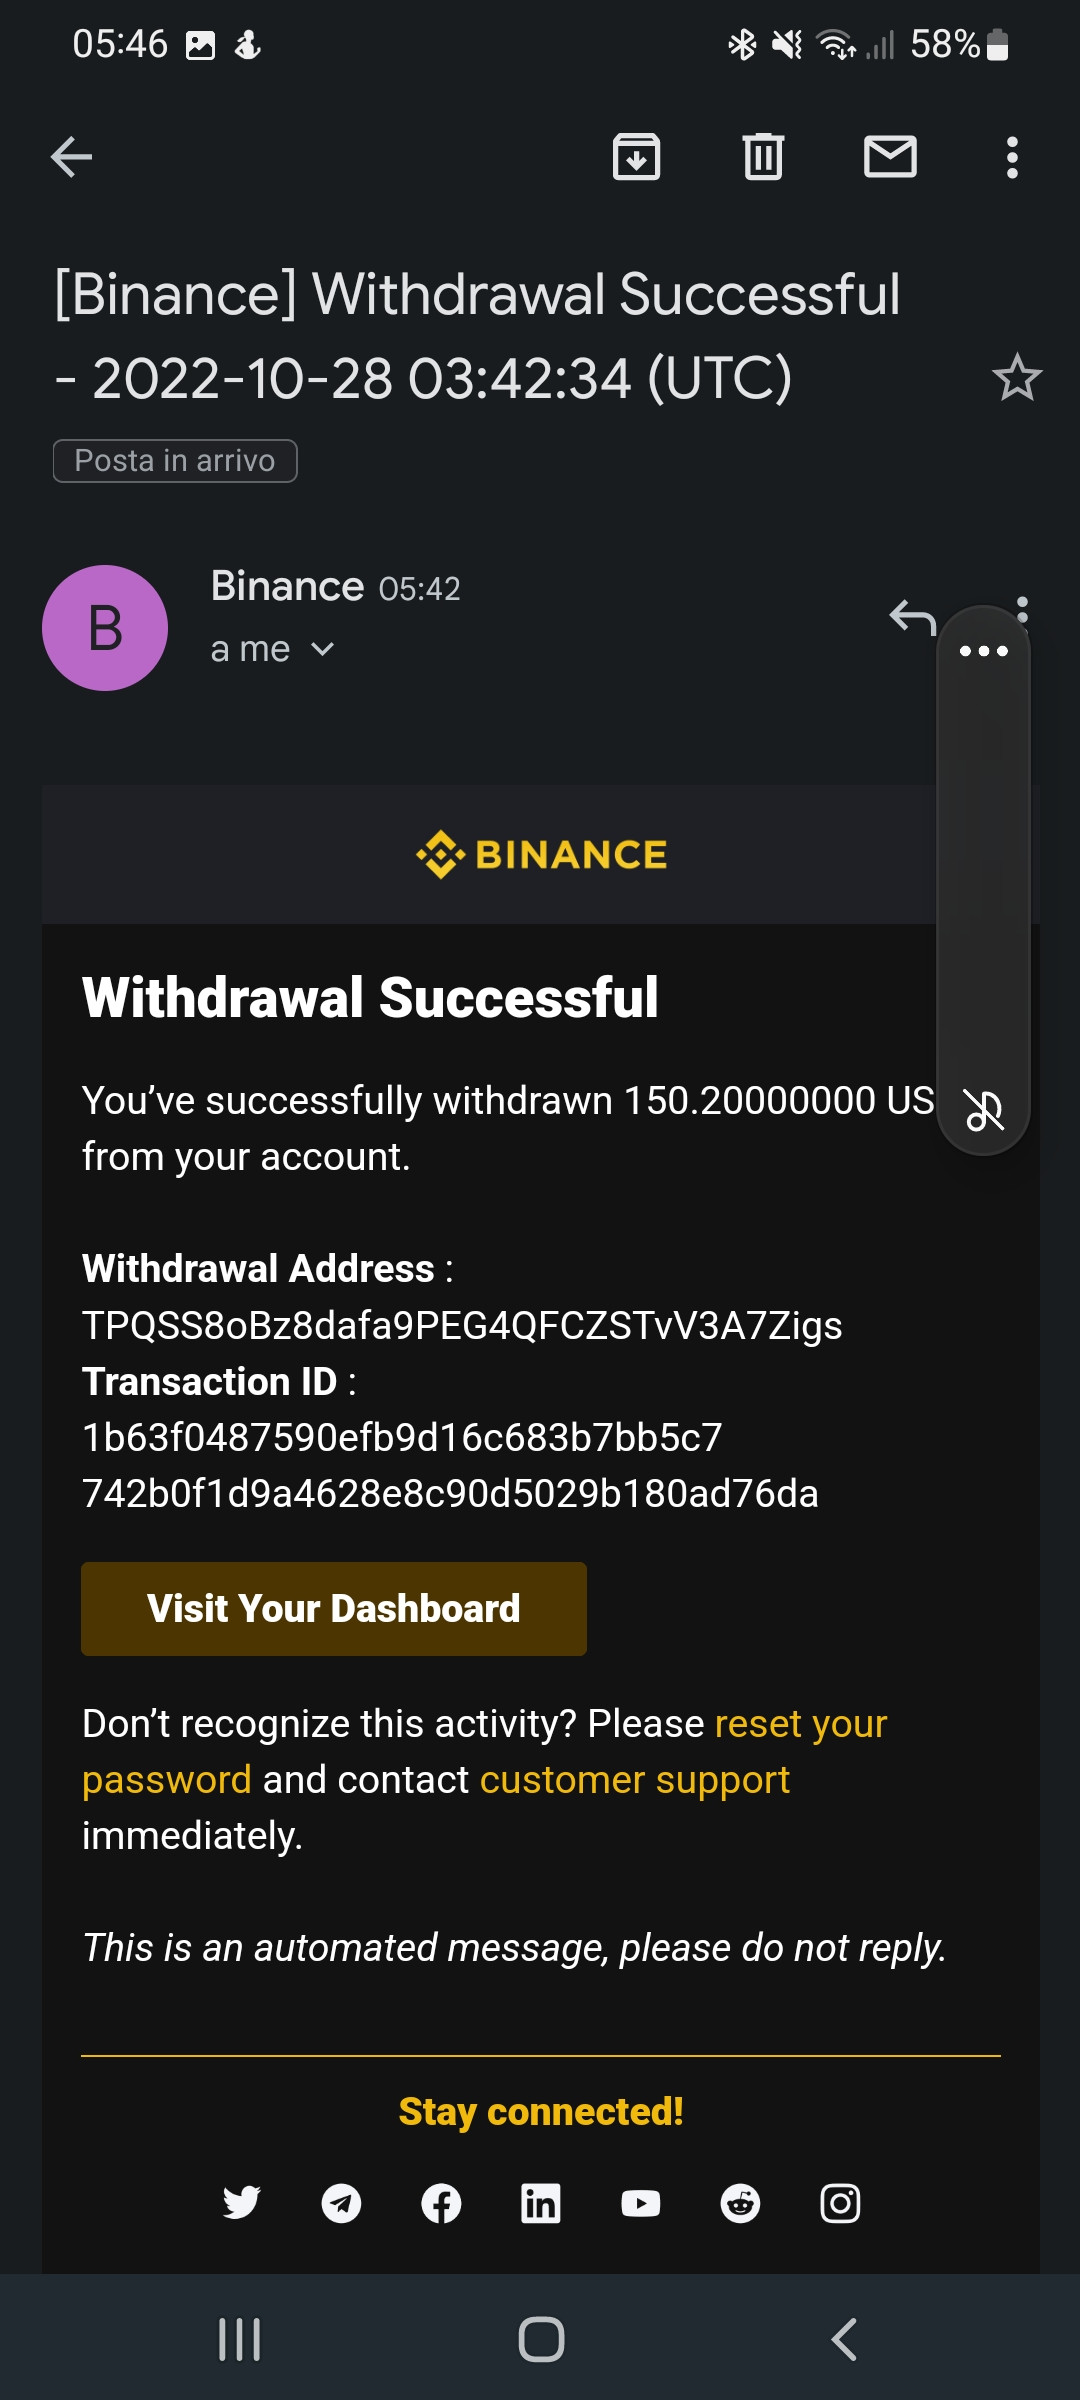 05:46
58%
[Binance] Withdrawal Successful
- 2022-10-28 03:42:34 (UTC)
Posta in arrivo
B
Binance 05:42
a me
BINANCE
Withdrawal Successful
You’ve successfully withdrawn 150.20000000 US
from your account.
Withdrawal Address :
TPQSS8oBz8dafa9PEG4QFCZSTvV3A7Zigs
Transaction ID :
1b63f0487590efb9d16c683b7bb5c7
742b0f1d9a4628e8c90d5029b180ad76da
Visit Your Dashboard
Don’t recognize this activity? Please reset your
password and contact customer support
immediately.
This is an automated message, please do not reply.
Stay connected!